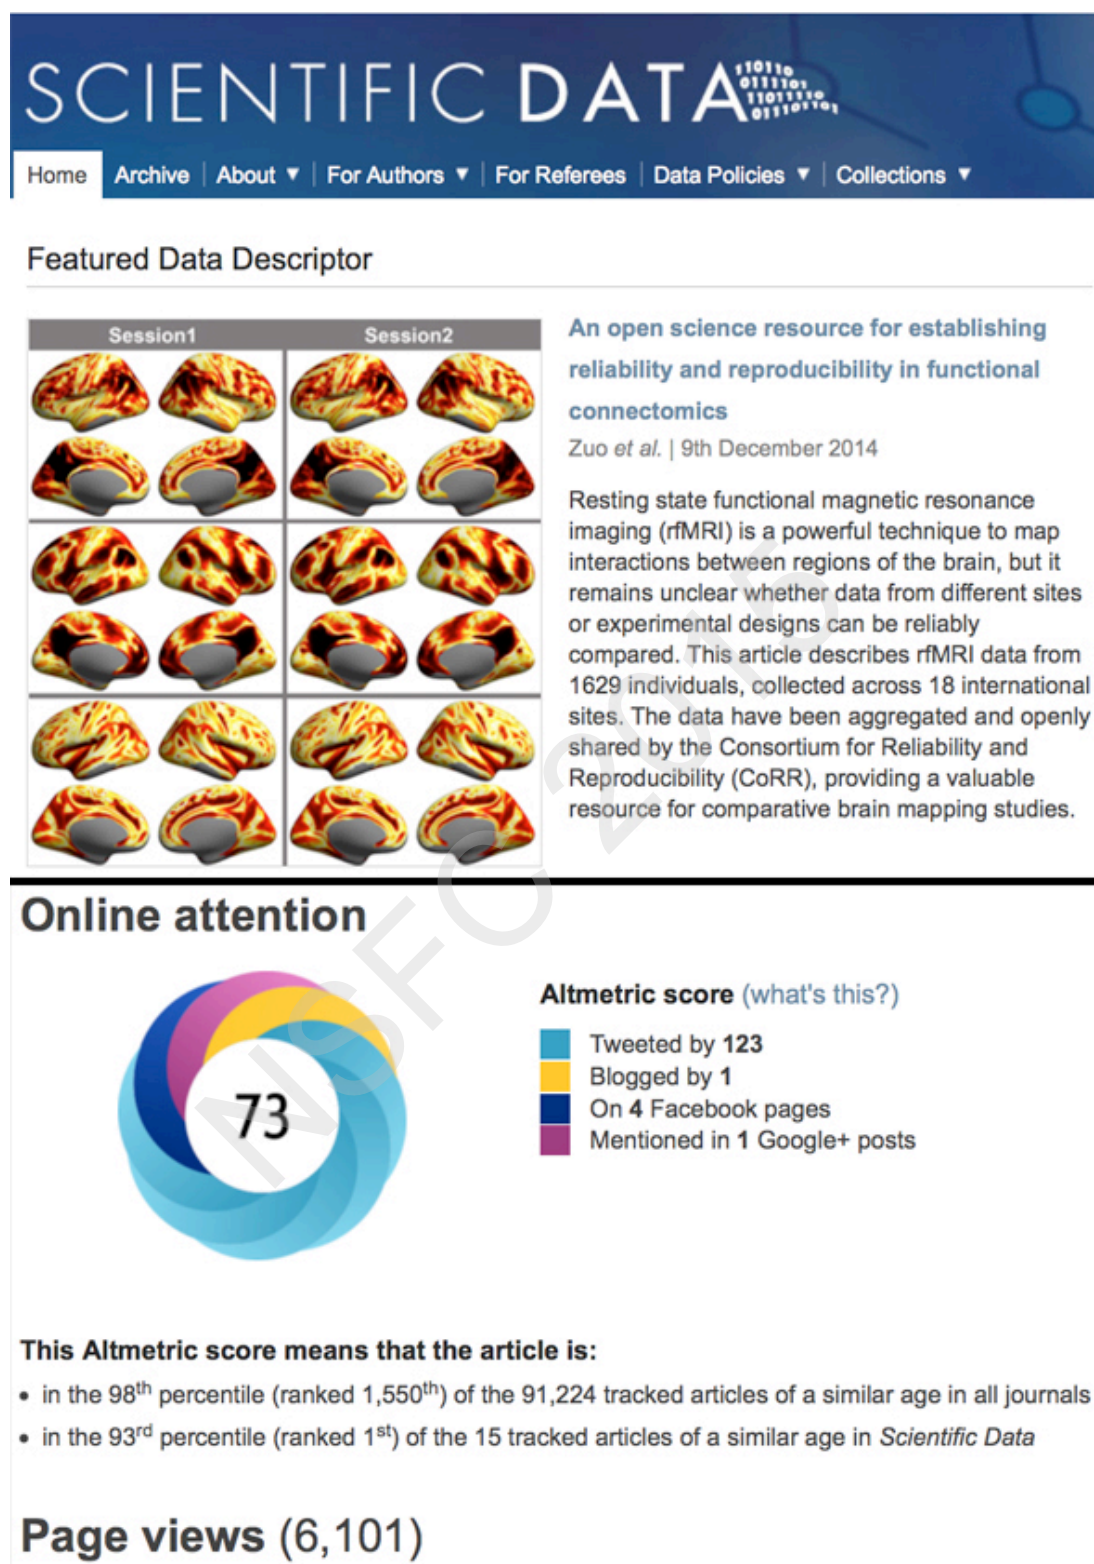 SCIENTIFIC DATA
110110
0111101
11011110
011101101
Home Archive About ▼ For Authors ▼ For Referees Data Policies ▼ Collections ▼
Featured Data Descriptor
Session1 Session2
An open science resource for establishing
reliability and reproducibility in functional
connectomics
Zuo et al. | 9th December 2014
Resting state functional magnetic resonance
imaging (rfMRI) is a powerful technique to map
interactions between regions of the brain, but it
remains unclear whether data from different sites
or experimental designs can be reliably
compared. This article describes rfMRI data from
1629 individuals, collected across 18 international
sites. The data have been aggregated and openly
shared by the Consortium for Reliability and
Reproducibility (CoRR), providing a valuable
resource for comparative brain mapping studies.
NSFC 2015
Online attention
73
Altmetric score (what's this?)
Tweeted by 123
Blogged by 1
On 4 Facebook pages
Mentioned in 1 Google+ posts
This Altmetric score means that the article is:
• in the 98th percentile (ranked 1,550th) of the 91,224 tracked articles of a similar age in all journals
• in the 93rd percentile (ranked 1st) of the 15 tracked articles of a similar age in Scientific Data
Page views (6,101)